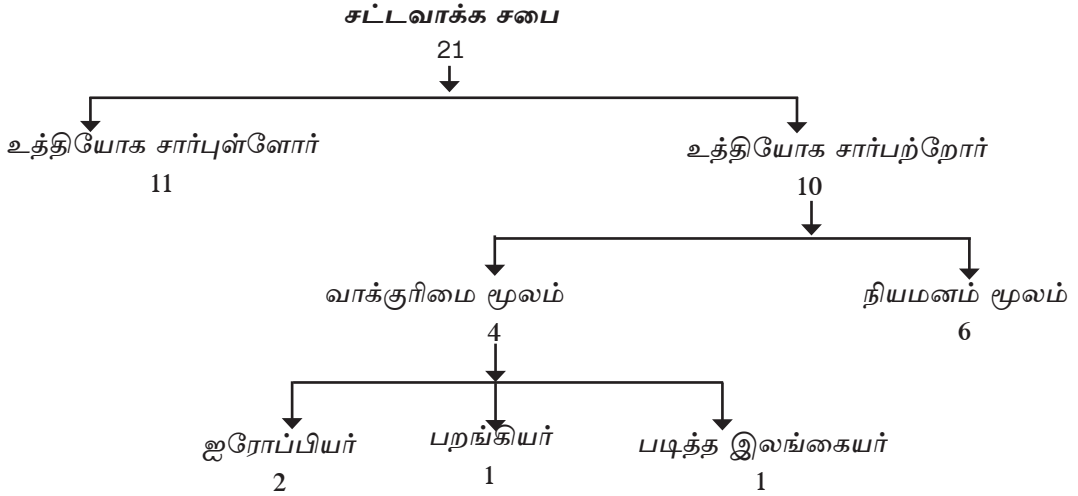 சட்டவாக்க சபை
21
உத்தியோக சார்புள்ளோர் உத்தியோக சார்பற்றோர்
11 10
வாக்குரிமை மூலம் நியமனம் மூலம்
4 6
ஐரோப்பியர் பறங்கியர் படித்த இலங்கையர்
2 1 1